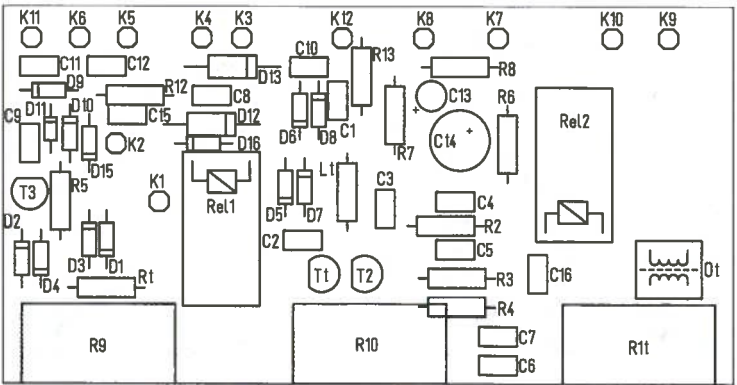 K11 K6 K5 K4 K3 K12 K8 K7 K10 K9
C11 D9 C12 D13 C10 R13 R8
R12 C8 C13 R6
C9 D11 D10 C15 D12 D6 D8 C1 R7 C14 Rel2
K2 D16
D15
T3 R5 K1 Rel1 Lt C3 C4
D2 D5 D7 R2
C2 C5
D4 D3 D1 Rt Tt T2 R3 C16 Ot
R4
R9 R10 C7 R1t
C6
+
+